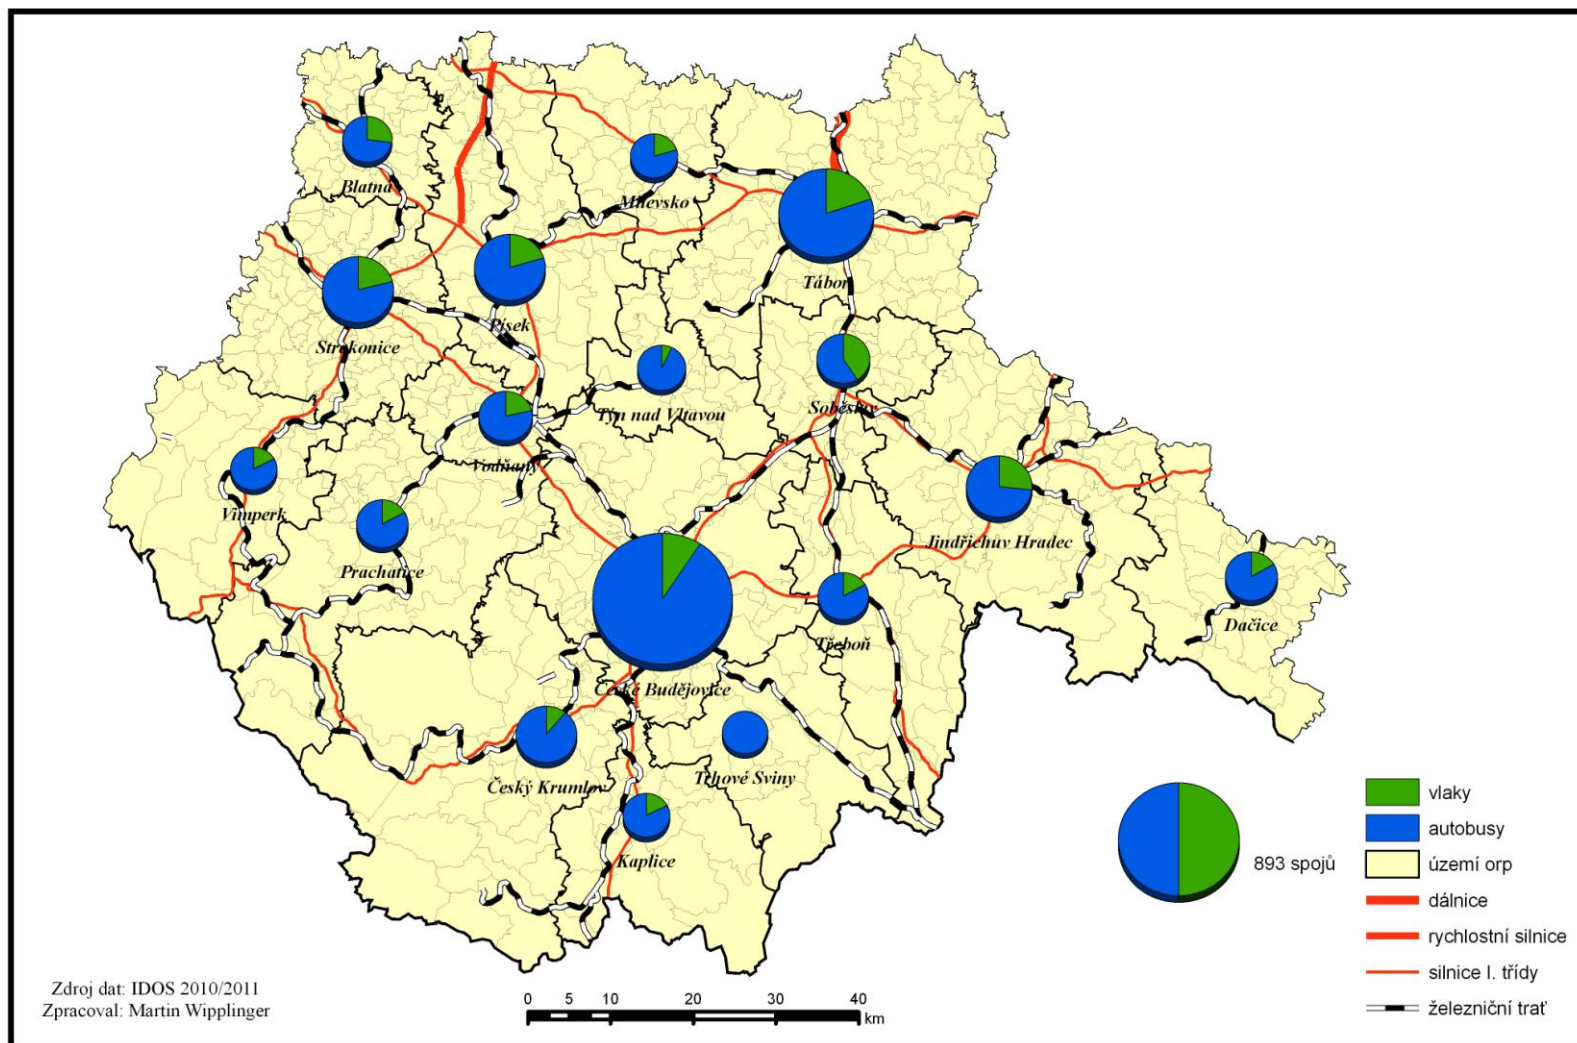 Blatná
Milevsko
Tábor
Písek
Strakonice
Týn nad Vltavou
Soběslav
Vodňany
Vimperk
Prachatice
Jindřichuv Hradec
Dačice
Třeboň
České Budějovice
Český Krumlov
Trhové Sviny
Kaplice
893 spojů
vlaky
autobusy
území orp
dálnice
rychlostní silnice
silnice I. třídy
železniční trať
Zdroj dat: IDOS 2010/2011
Zpracoval: Martin Wipplinger
0 5 10 20 30 40
km